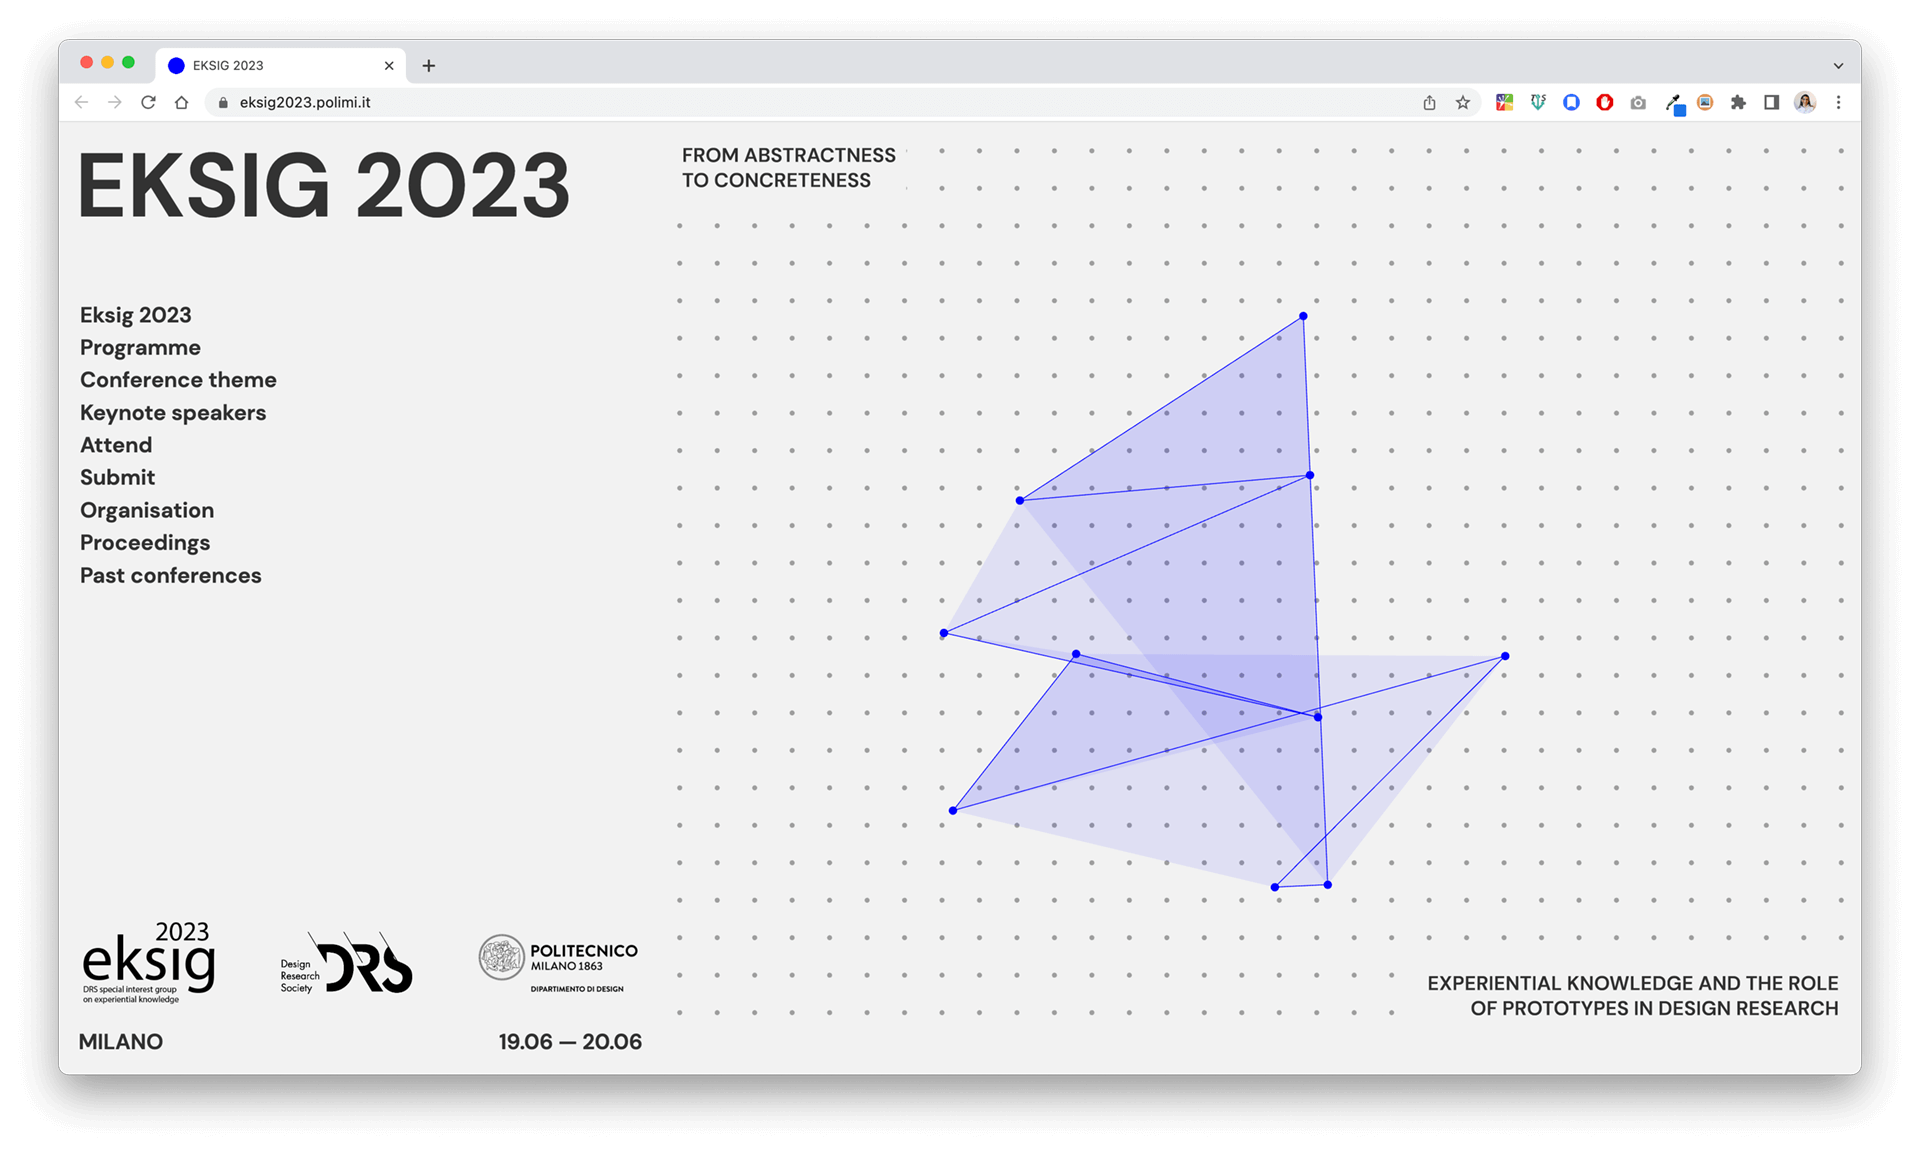 EKSIG 2023
eksig2023.polimi.it
EKSIG 2023
FROM ABSTRACTNESS
TO CONCRETENESS
Eksig 2023
Programme
Conference theme
Keynote speakers
Attend
Submit
Organisation
Proceedings
Past conferences
2023
eksig
DRS special interest group
on experiential knowledge
Design
Research
Society
DRS
POLITECNICO
MILANO 1863
DIPARTIMENTO DI DESIGN
EXPERIENTIAL KNOWLEDGE AND THE ROLE
OF PROTOTYPES IN DESIGN RESEARCH
MILANO
19.06 — 20.06